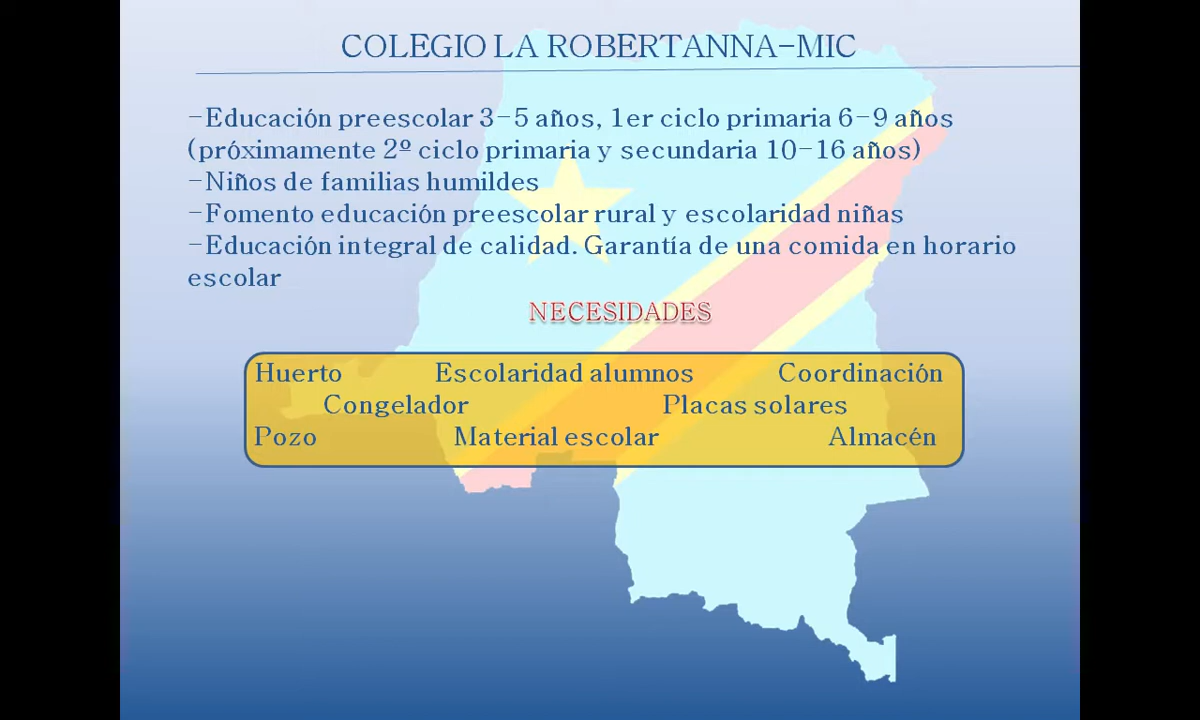 COLEGIO LA ROBERTANNA-MIC
-Educación preescolar 3-5 años, 1er ciclo primaria 6-9 años
(próximamente 2º ciclo primaria y secundaria 10-16 años)
-Niños de familias humildes
-Fomento educación preescolar rural y escolaridad niñas
-Educación integral de calidad. Garantía de una comida en horario
escolar
NECESIDADES
Huerto Escolaridad alumnos Coordinación
Congelador Placas solares
Pozo Material escolar Almacén